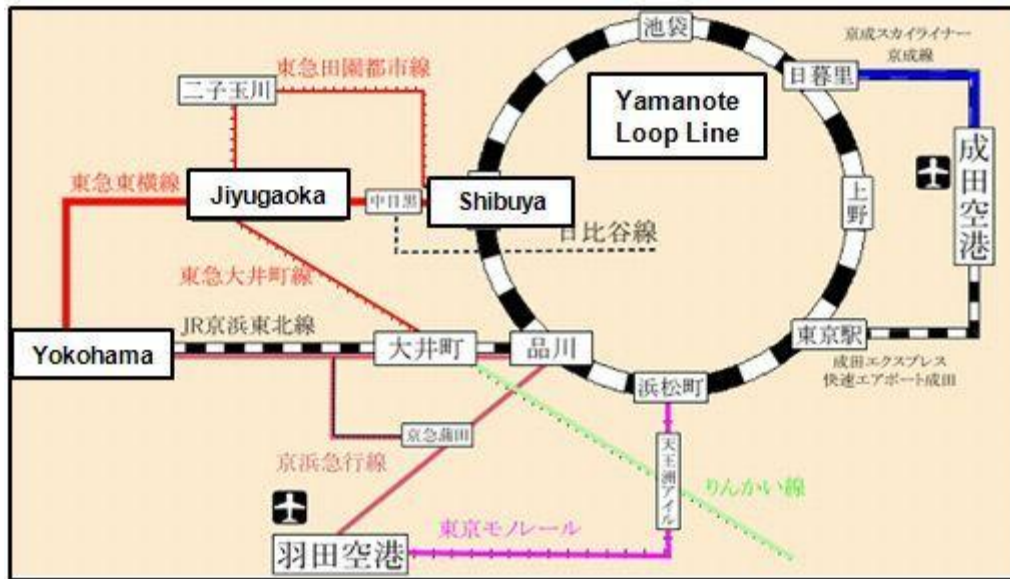 池袋
京成スカイライナー
京成線
日暮里
東急田園都市線
二子玉川
Yamanote
Loop Line
成田空港
東急東横線
Jiyugaoka
中目黒
Shibuya
上野
日比谷線
東急大井町線
JR京浜東北線
Yokohama
大井町
品川
東京駅
成田エクスプレス
快速エアポート成田
浜松町
京急蒲田
京浜急行線
天王洲アイル
りんかい線
東京モノレール
羽田空港